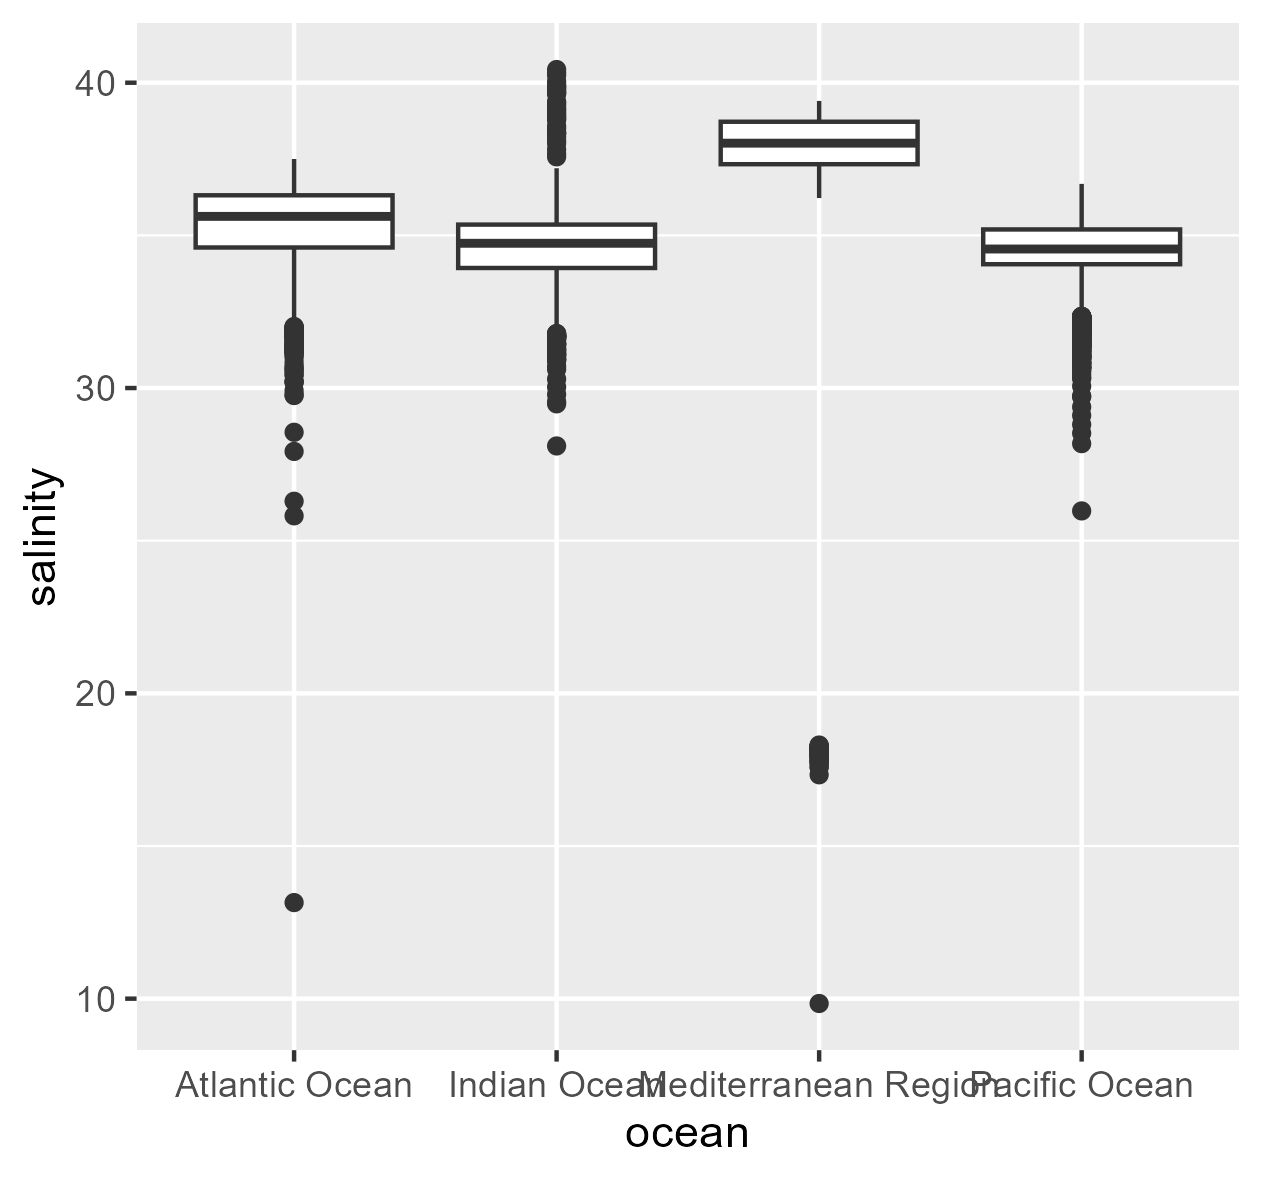 salinity
40
30
20
10
Atlantic Ocean
Indian Ocean
Mediterranean Region
Pacific Ocean
ocean